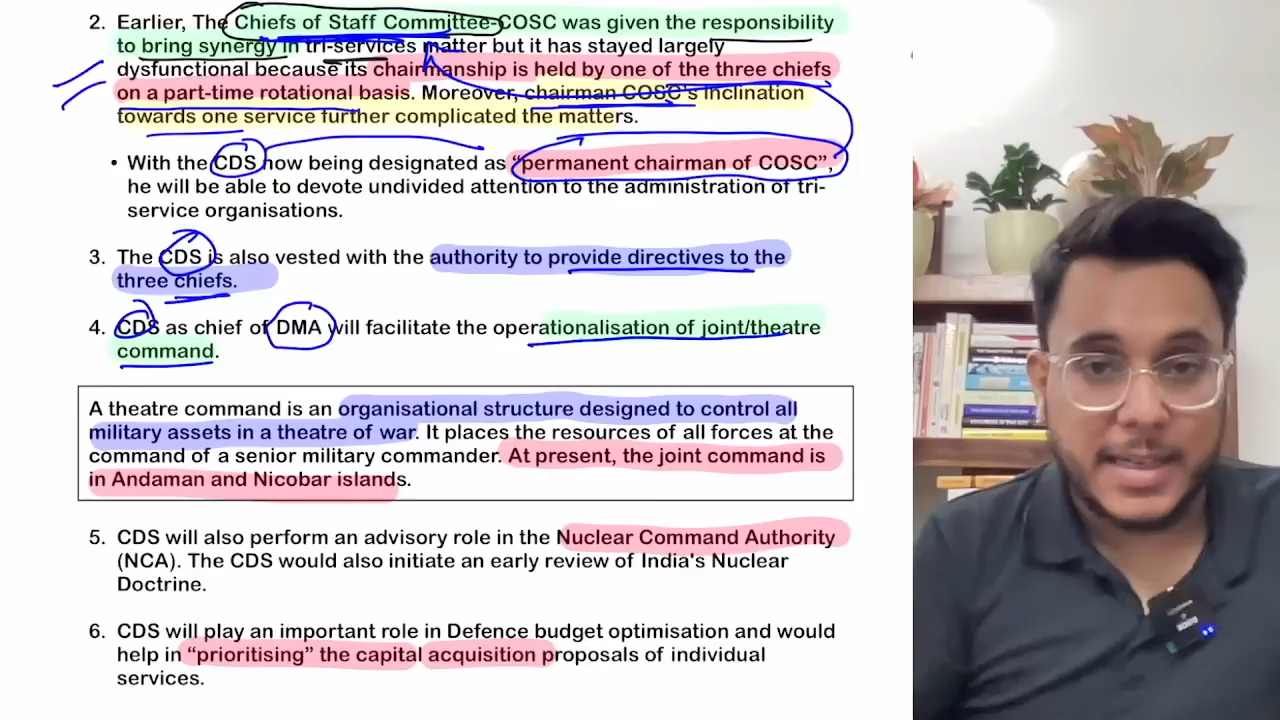 2. Earlier, The Chiefs of Staff Committee-COSC was given the responsibility
to bring synergy in tri-services matter but it has stayed largely
dysfunctional because its chairmanship is held by one of the three chiefs
on a part-time rotational basis. Moreover, chairman COSC's inclination
towards one service further complicated the matters.
• With the CDS now being designated as “permanent chairman of COSC”,
he will be able to devote undivided attention to the administration of tri-
service organisations.
3. The CDS is also vested with the authority to provide directives to the
three chiefs.
4. CDS as chief of DMA will facilitate the operationalisation of joint/theatre
command.
A theatre command is an organisational structure designed to control all
military assets in a theatre of war. It places the resources of all forces at the
command of a senior military commander. At present, the joint command is
in Andaman and Nicobar islands.
5. CDS will also perform an advisory role in the Nuclear Command Authority
(NCA). The CDS would also initiate an early review of India's Nuclear
Doctrine.
6. CDS will play an important role in Defence budget optimisation and would
help in “prioritising” the capital acquisition proposals of individual
services.